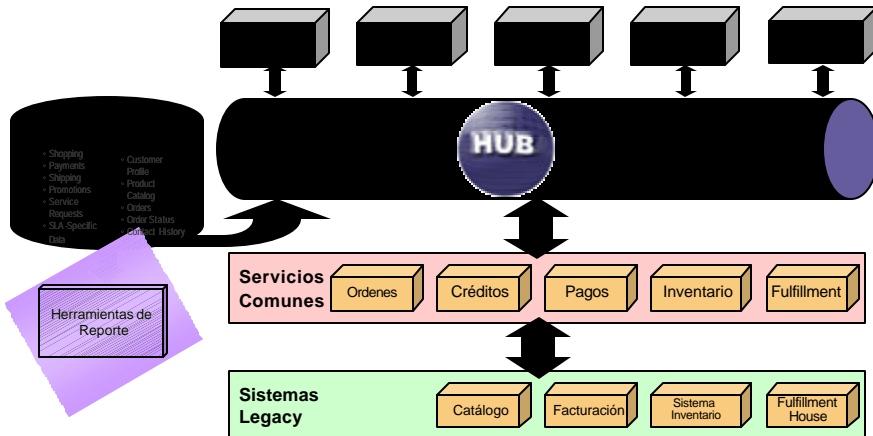 HUB
• Shopping
• Payments
• Shipping
• Promotions
• Service
Requests
• SLA-Specific
Data
• Customer
Profile
• Product
Catalog
• Orders
• Order Status
• Contact History
Herramientas de
Reporte
Servicios
Comunes
Ordenes
Créditos
Pagos
Inventario
Fulfillment
Sistemas
Legacy
Catálogo
Facturación
Sistema
Inventario
Fulfillment
House